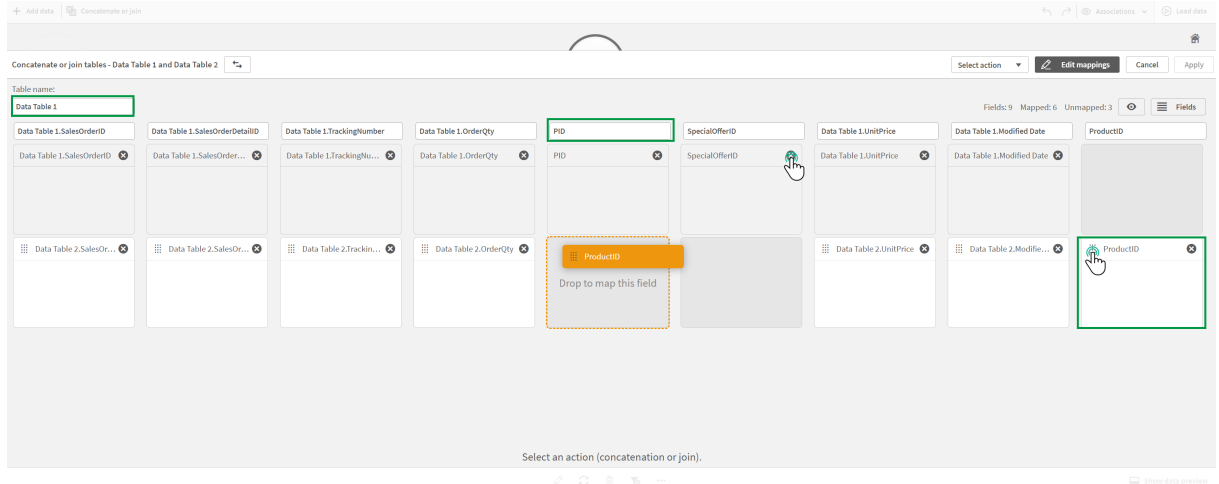 Add data
Concatenate or join
Associations
Load data
Concatenate or join tables - Data Table 1 and Data Table 2
Select action
Edit mappings
Cancel
Apply
Table name:
Data Table 1
Fields: 9 Mapped: 6 Unmapped: 3
Fields
Data Table 1.SalesOrderID
Data Table 1.SalesOrderDetailID
Data Table 1.TrackingNumber
Data Table 1.OrderQty
PID
SpecialOfferID
Data Table 1.UnitPrice
Data Table 1.Modified Date
ProductID
Data Table 1.SalesOrderID
Data Table 1.SalesOrder...
Data Table 1.TrackingNu...
Data Table 1.OrderQty
PID
SpecialOfferID
Data Table 1.UnitPrice
Data Table 1.Modified Date
Data Table 2.SalesOr...
Data Table 2.SalesOr...
Data Table 2.Trackin...
Data Table 2.OrderQty
ProductID
Drop to map this field
Data Table 2.UnitPrice
Data Table 2.Modifie...
ProductID
Select an action (concatenation or join).
Show data preview